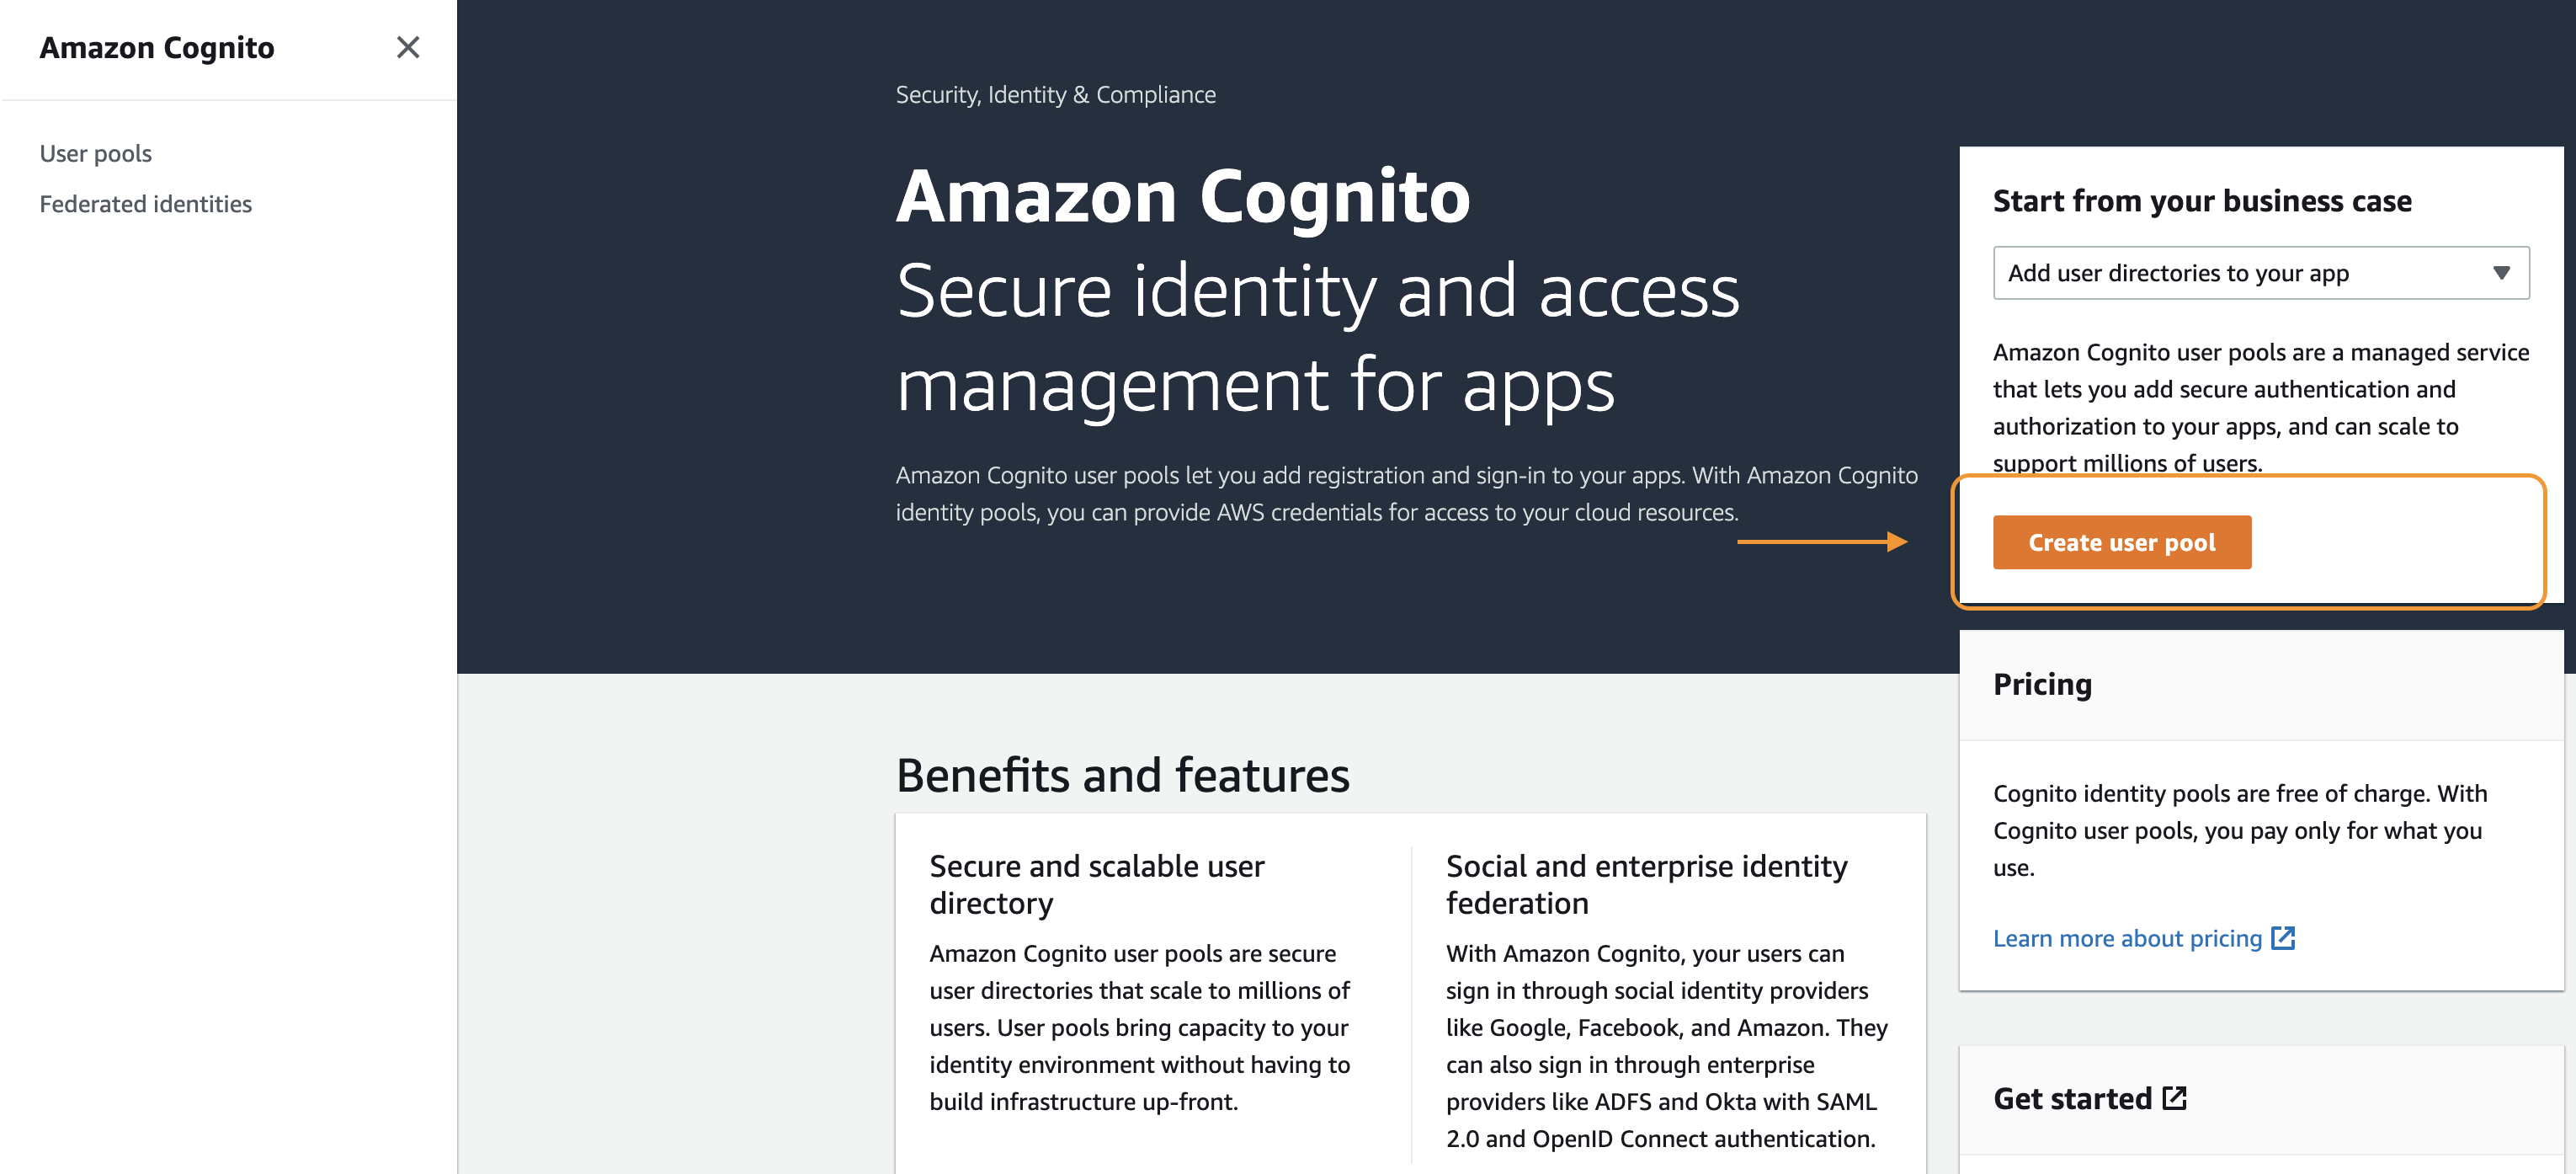 Amazon Cognito
User pools
Federated identities
Security, Identity & Compliance
Amazon Cognito
Secure identity and access
management for apps
Amazon Cognito user pools let you add registration and sign-in to your apps. With Amazon Cognito
identity pools, you can provide AWS credentials for access to your cloud resources.
Start from your business case
Add user directories to your app
Amazon Cognito user pools are a managed service
that lets you add secure authentication and
authorization to your apps, and can scale to
support millions of users.
Create user pool
Pricing
Cognito identity pools are free of charge. With
Cognito user pools, you pay only for what you
use.
Learn more about pricing
Get started
Benefits and features
Secure and scalable user
directory
Amazon Cognito user pools are secure
user directories that scale to millions of
users. User pools bring capacity to your
identity environment without having to
build infrastructure up-front.
Social and enterprise identity
federation
With Amazon Cognito, your users can
sign in through social identity providers
like Google, Facebook, and Amazon. They
can also sign in through enterprise
providers like ADFS and Okta with SAML
2.0 and OpenID Connect authentication.